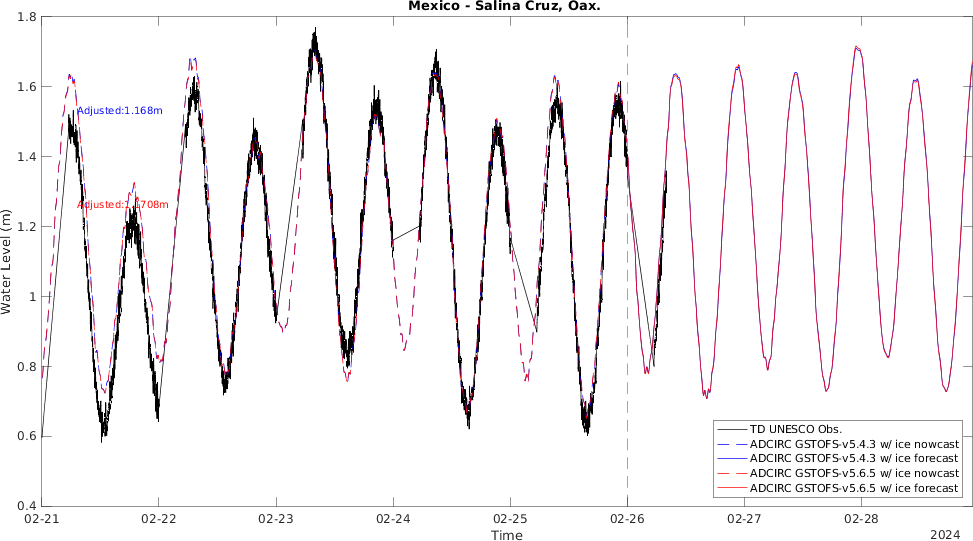 Mexico - Salina Cruz, Oax.
1.8
1.6
1.4
1.2
1
0.8
0.6
0.4
Water Level (m)
Adjusted:1.168m
TD UNESCO Obs.
ADCIRC GSTOFS-v5.4.3 w/ ice nowcast
ADCIRC GSTOFS-v5.4.3 w/ ice forecast
ADCIRC GSTOFS-v5.6.5 w/ ice nowcast
ADCIRC GSTOFS-v5.6.5 w/ ice forecast
02-21 02-22 02-23 02-24 02-25 02-26 02-27 02-28
Time
2024